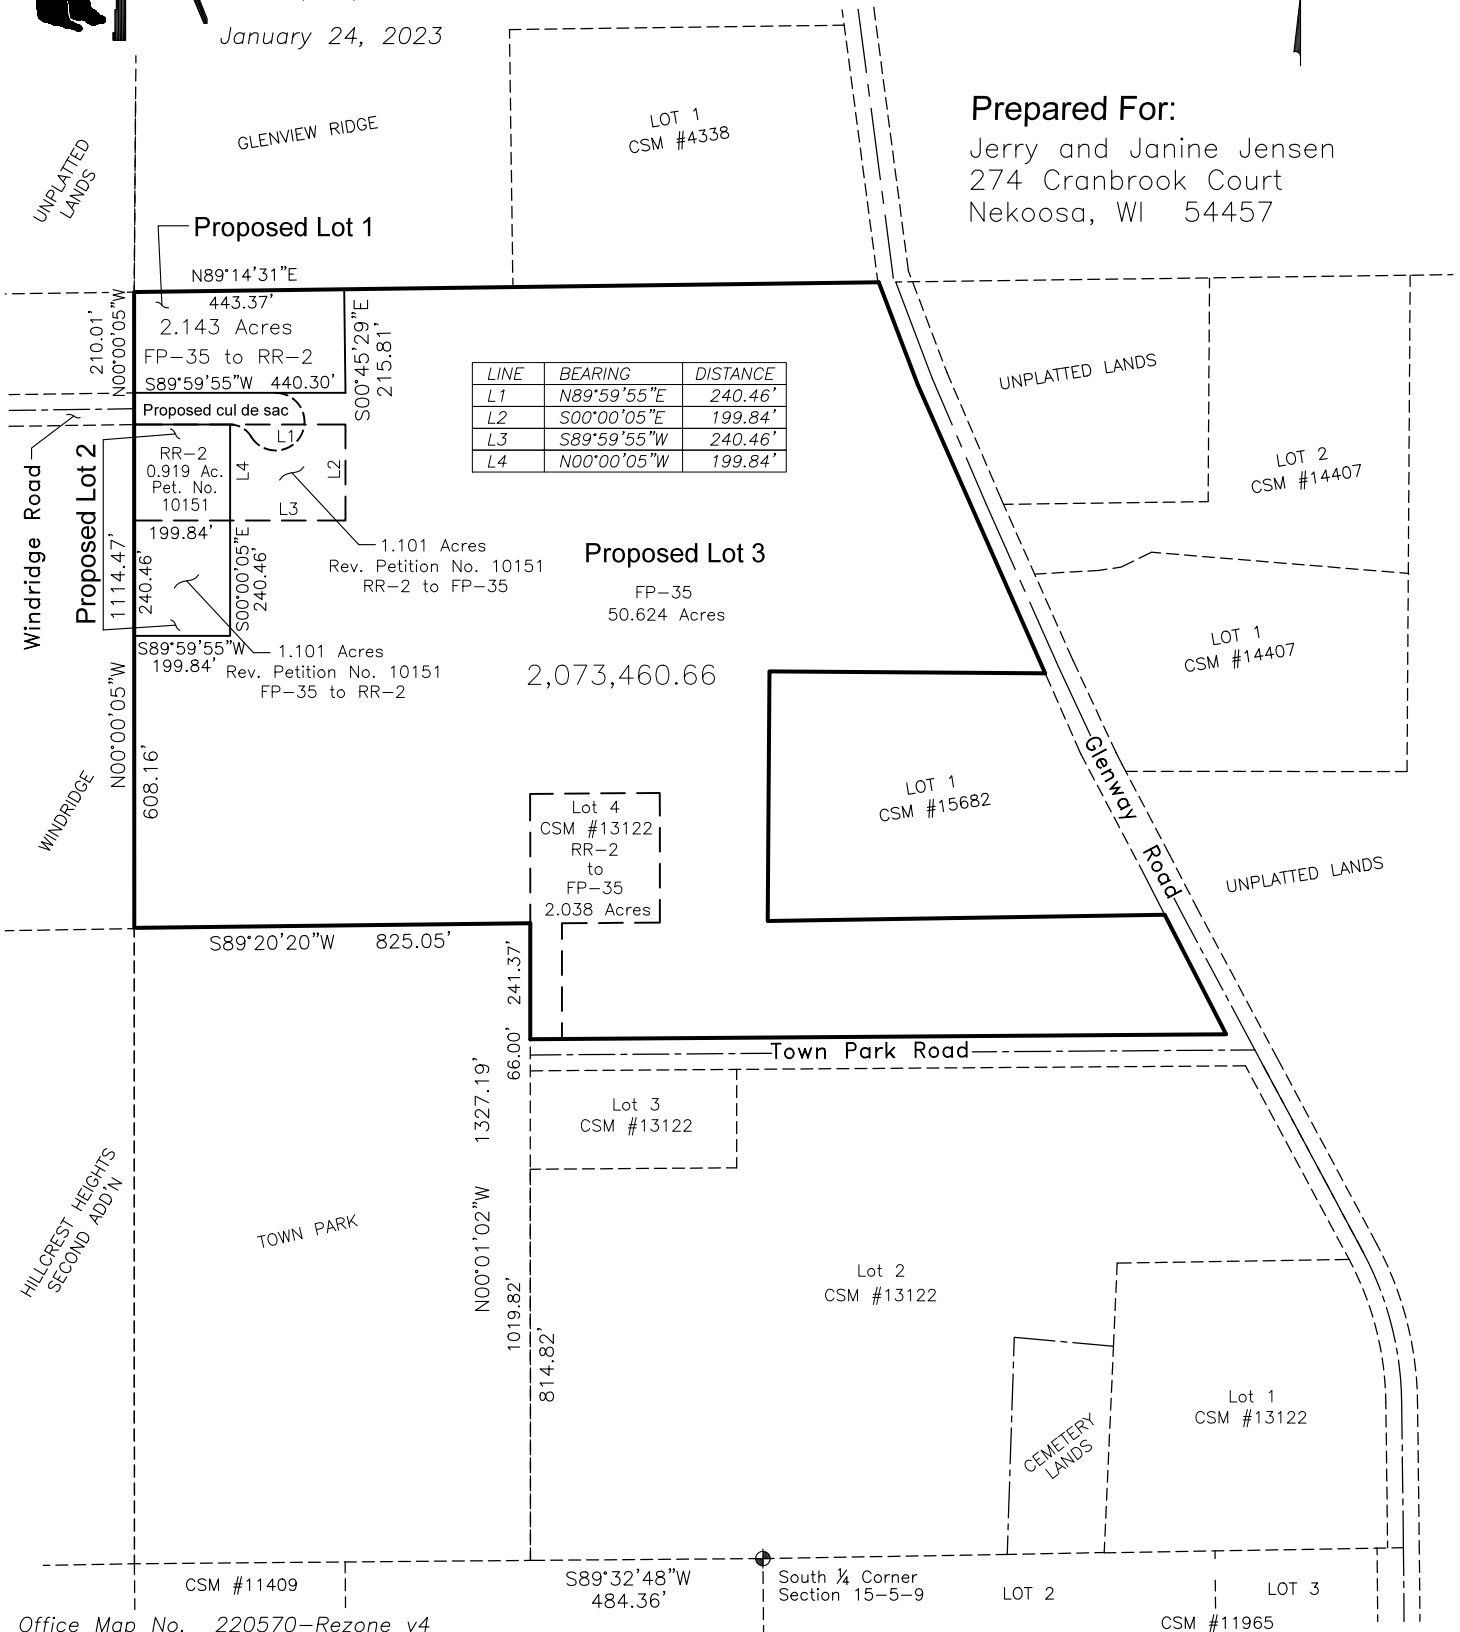 January 24, 2023
Prepared For:
Jerry and Janine Jensen
274 Cranbrook Court
Nekoosa, WI 54457
UNPLATTED
LANDS
GLENVIEW RIDGE
LOT 1
CSM #4338
Proposed Lot 1
N89°14'31"E
443.37'
2.143 Acres
FP-35 to RR-2
S89°59'55"W 440.30'
210.01'
N00°00'05"W
S00°45'29"E
215.81'
Proposed cul de sac
LINE BEARING DISTANCE
L1 N89°59'55"E 240.46'
L2 S00°00'05"E 199.84'
L3 S89°59'55"W 240.46'
L4 N00°00'05"W 199.84'
UNPLATTED LANDS
LOT 2
CSM #14407
LOT 1
CSM #14407
Windridge Road
Proposed Lot 2
RR-2
0.919 Ac.
Pet. No.
10151
L1
L2
L3
L4
199.84'
1114.47'
240.46'
S00°00'05"E
240.46'
1.101 Acres
Rev. Petition No. 10151
RR-2 to FP-35
S89°59'55"W
199.84'
1.101 Acres
Rev. Petition No. 10151
FP-35 to RR-2
Proposed Lot 3
FP-35
50.624 Acres
2,073,460.66
N00°00'05"W
608.16'
WINDRIDGE
Lot 4
CSM #13122
RR-2
to
FP-35
2.038 Acres
LOT 1
CSM #15682
Glenway Road
UNPLATTED LANDS
S89°20'20"W 825.05'
241.37'
66.00'
Town Park Road
1327.19'
N00°01'02"W
1019.82'
814.82'
Lot 3
CSM #13122
HILLCREST HEIGHTS
SECOND ADD'N
TOWN PARK
Lot 2
CSM #13122
CEMETERY
LANDS
Lot 1
CSM #13122
CSM #11409
S89°32'48"W
484.36'
South ¼ Corner
Section 15-5-9
LOT 2
LOT 3
CSM #11965
Office Map No. 220570-Rezone v4